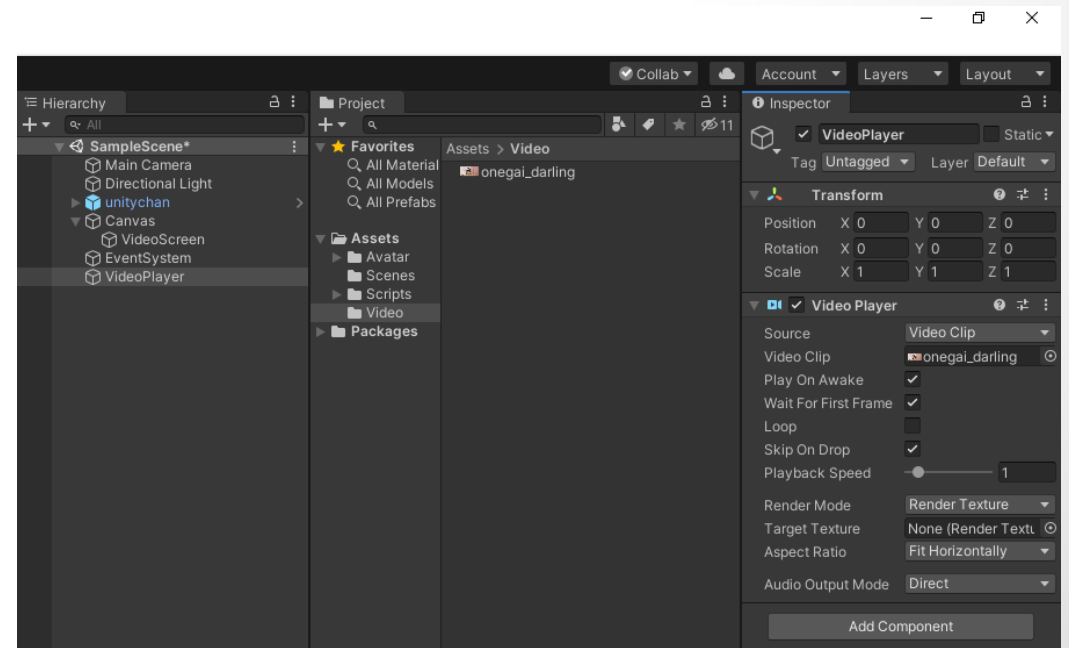 Collab
Account
Layers
Layout
Hierarchy
All
SampleScene*
Main Camera
Directional Light
unitychan
Canvas
VideoScreen
EventSystem
VideoPlayer
Project
11
Favorites
All Material
All Models
All Prefabs
Assets
Avatar
Scenes
Scripts
Video
Packages
Assets > Video
onegai_darling
Inspector
VideoPlayer Static
Tag Untagged Layer Default
Transform
Position X 0 Y 0 Z 0
Rotation X 0 Y 0 Z 0
Scale X 1 Y 1 Z 1
Video Player
Source Video Clip
Video Clip onegai_darling
Play On Awake
Wait For First Frame
Loop
Skip On Drop
Playback Speed 1
Render Mode Render Texture
Target Texture None (Render Textu
Aspect Ratio Fit Horizontally
Audio Output Mode Direct
Add Component